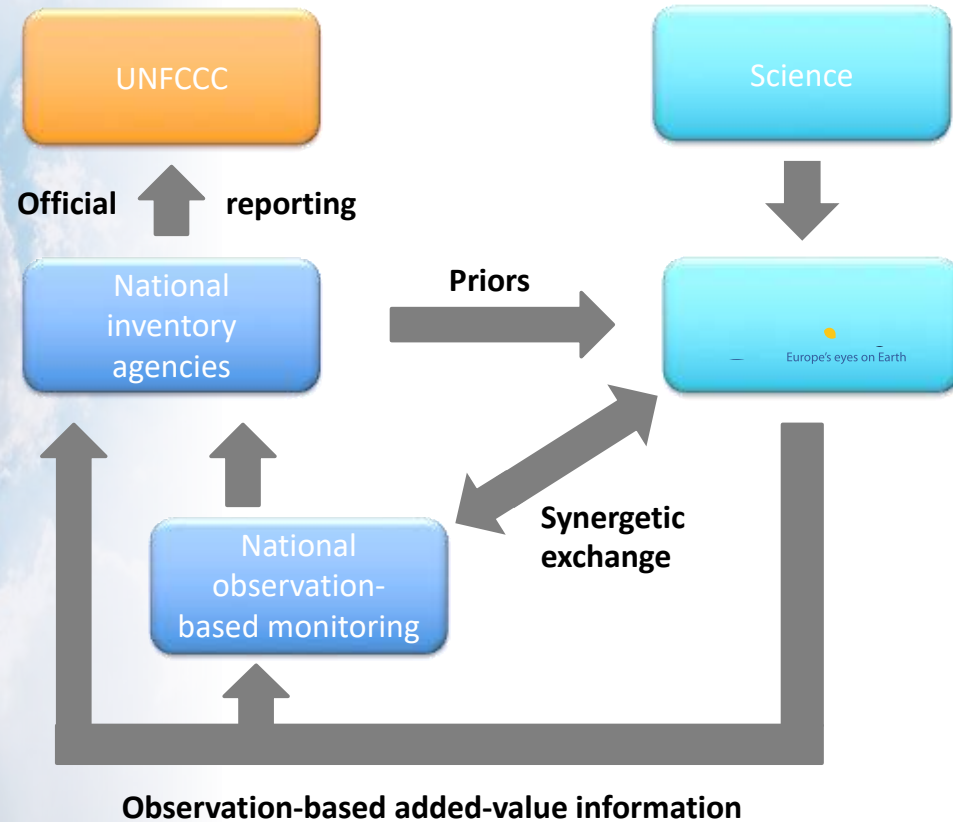 UNFCCC
Science
Official reporting
National
inventory
agencies
Priors
Europe's eyes on Earth
Synergetic
exchange
National
observation-
based monitoring
Observation-based added-value information